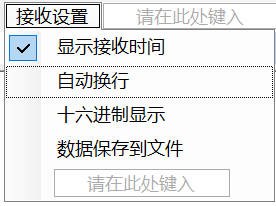 接收设置 请在此处键入
显示接收时间
自动换行
十六进制显示
数据保存到文件
请在此处键入